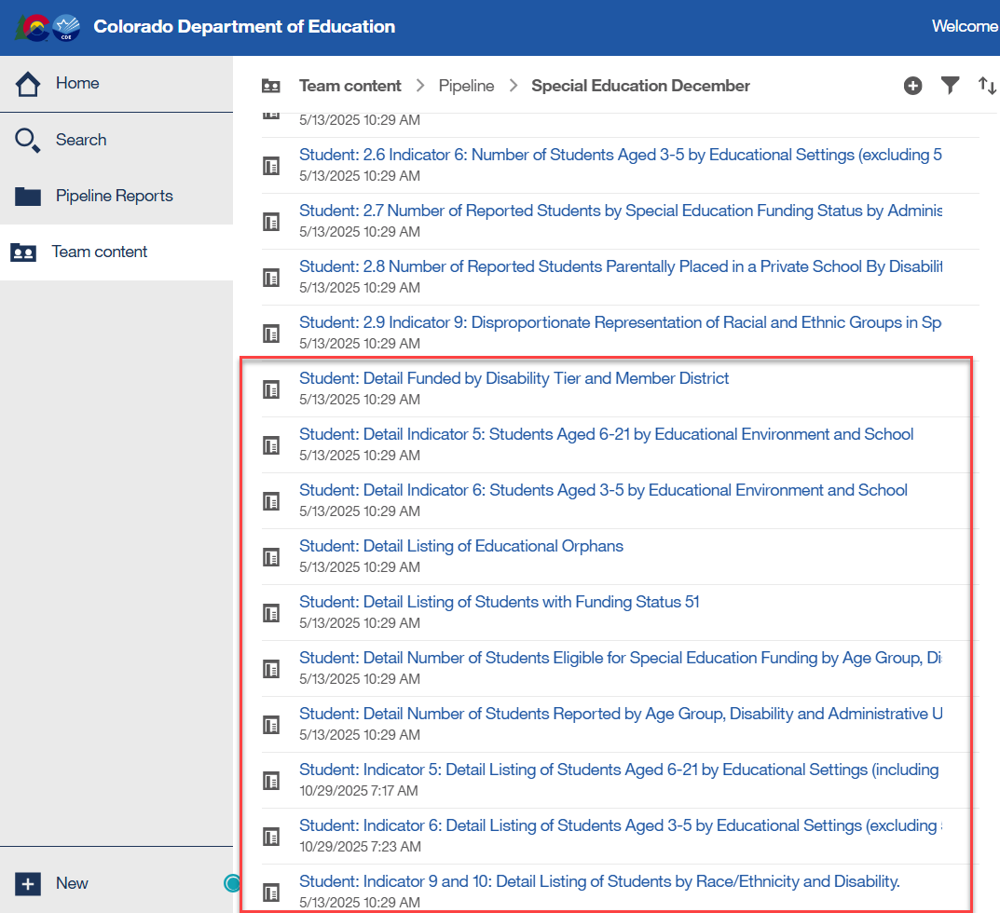 Colorado Department of Education
Welcome
CDE
Home
Search
Pipeline Reports
Team content
New
Team content > Pipeline > Special Education December
5/13/2025 10:29 AM
Student: 2.6 Indicator 6: Number of Students Aged 3-5 by Educational Settings (excluding 5
5/13/2025 10:29 AM
Student: 2.7 Number of Reported Students by Special Education Funding Status by Adminis
5/13/2025 10:29 AM
Student: 2.8 Number of Reported Students Parentally Placed in a Private School By Disabilit
5/13/2025 10:29 AM
Student: 2.9 Indicator 9: Disproportionate Representation of Racial and Ethnic Groups in Sp
5/13/2025 10:29 AM
Student: Detail Funded by Disability Tier and Member District
5/13/2025 10:29 AM
Student: Detail Indicator 5: Students Aged 6-21 by Educational Environment and School
5/13/2025 10:29 AM
Student: Detail Indicator 6: Students Aged 3-5 by Educational Environment and School
5/13/2025 10:29 AM
Student: Detail Listing of Educational Orphans
5/13/2025 10:29 AM
Student: Detail Listing of Students with Funding Status 51
5/13/2025 10:29 AM
Student: Detail Number of Students Eligible for Special Education Funding by Age Group, Di
5/13/2025 10:29 AM
Student: Detail Number of Students Reported by Age Group, Disability and Administrative U
5/13/2025 10:29 AM
Student: Indicator 5: Detail Listing of Students Aged 6-21 by Educational Settings (including
10/29/2025 7:17 AM
Student: Indicator 6: Detail Listing of Students Aged 3-5 by Educational Settings (excluding
10/29/2025 7:23 AM
Student: Indicator 9 and 10: Detail Listing of Students by Race/Ethnicity and Disability.
5/13/2025 10:29 AM